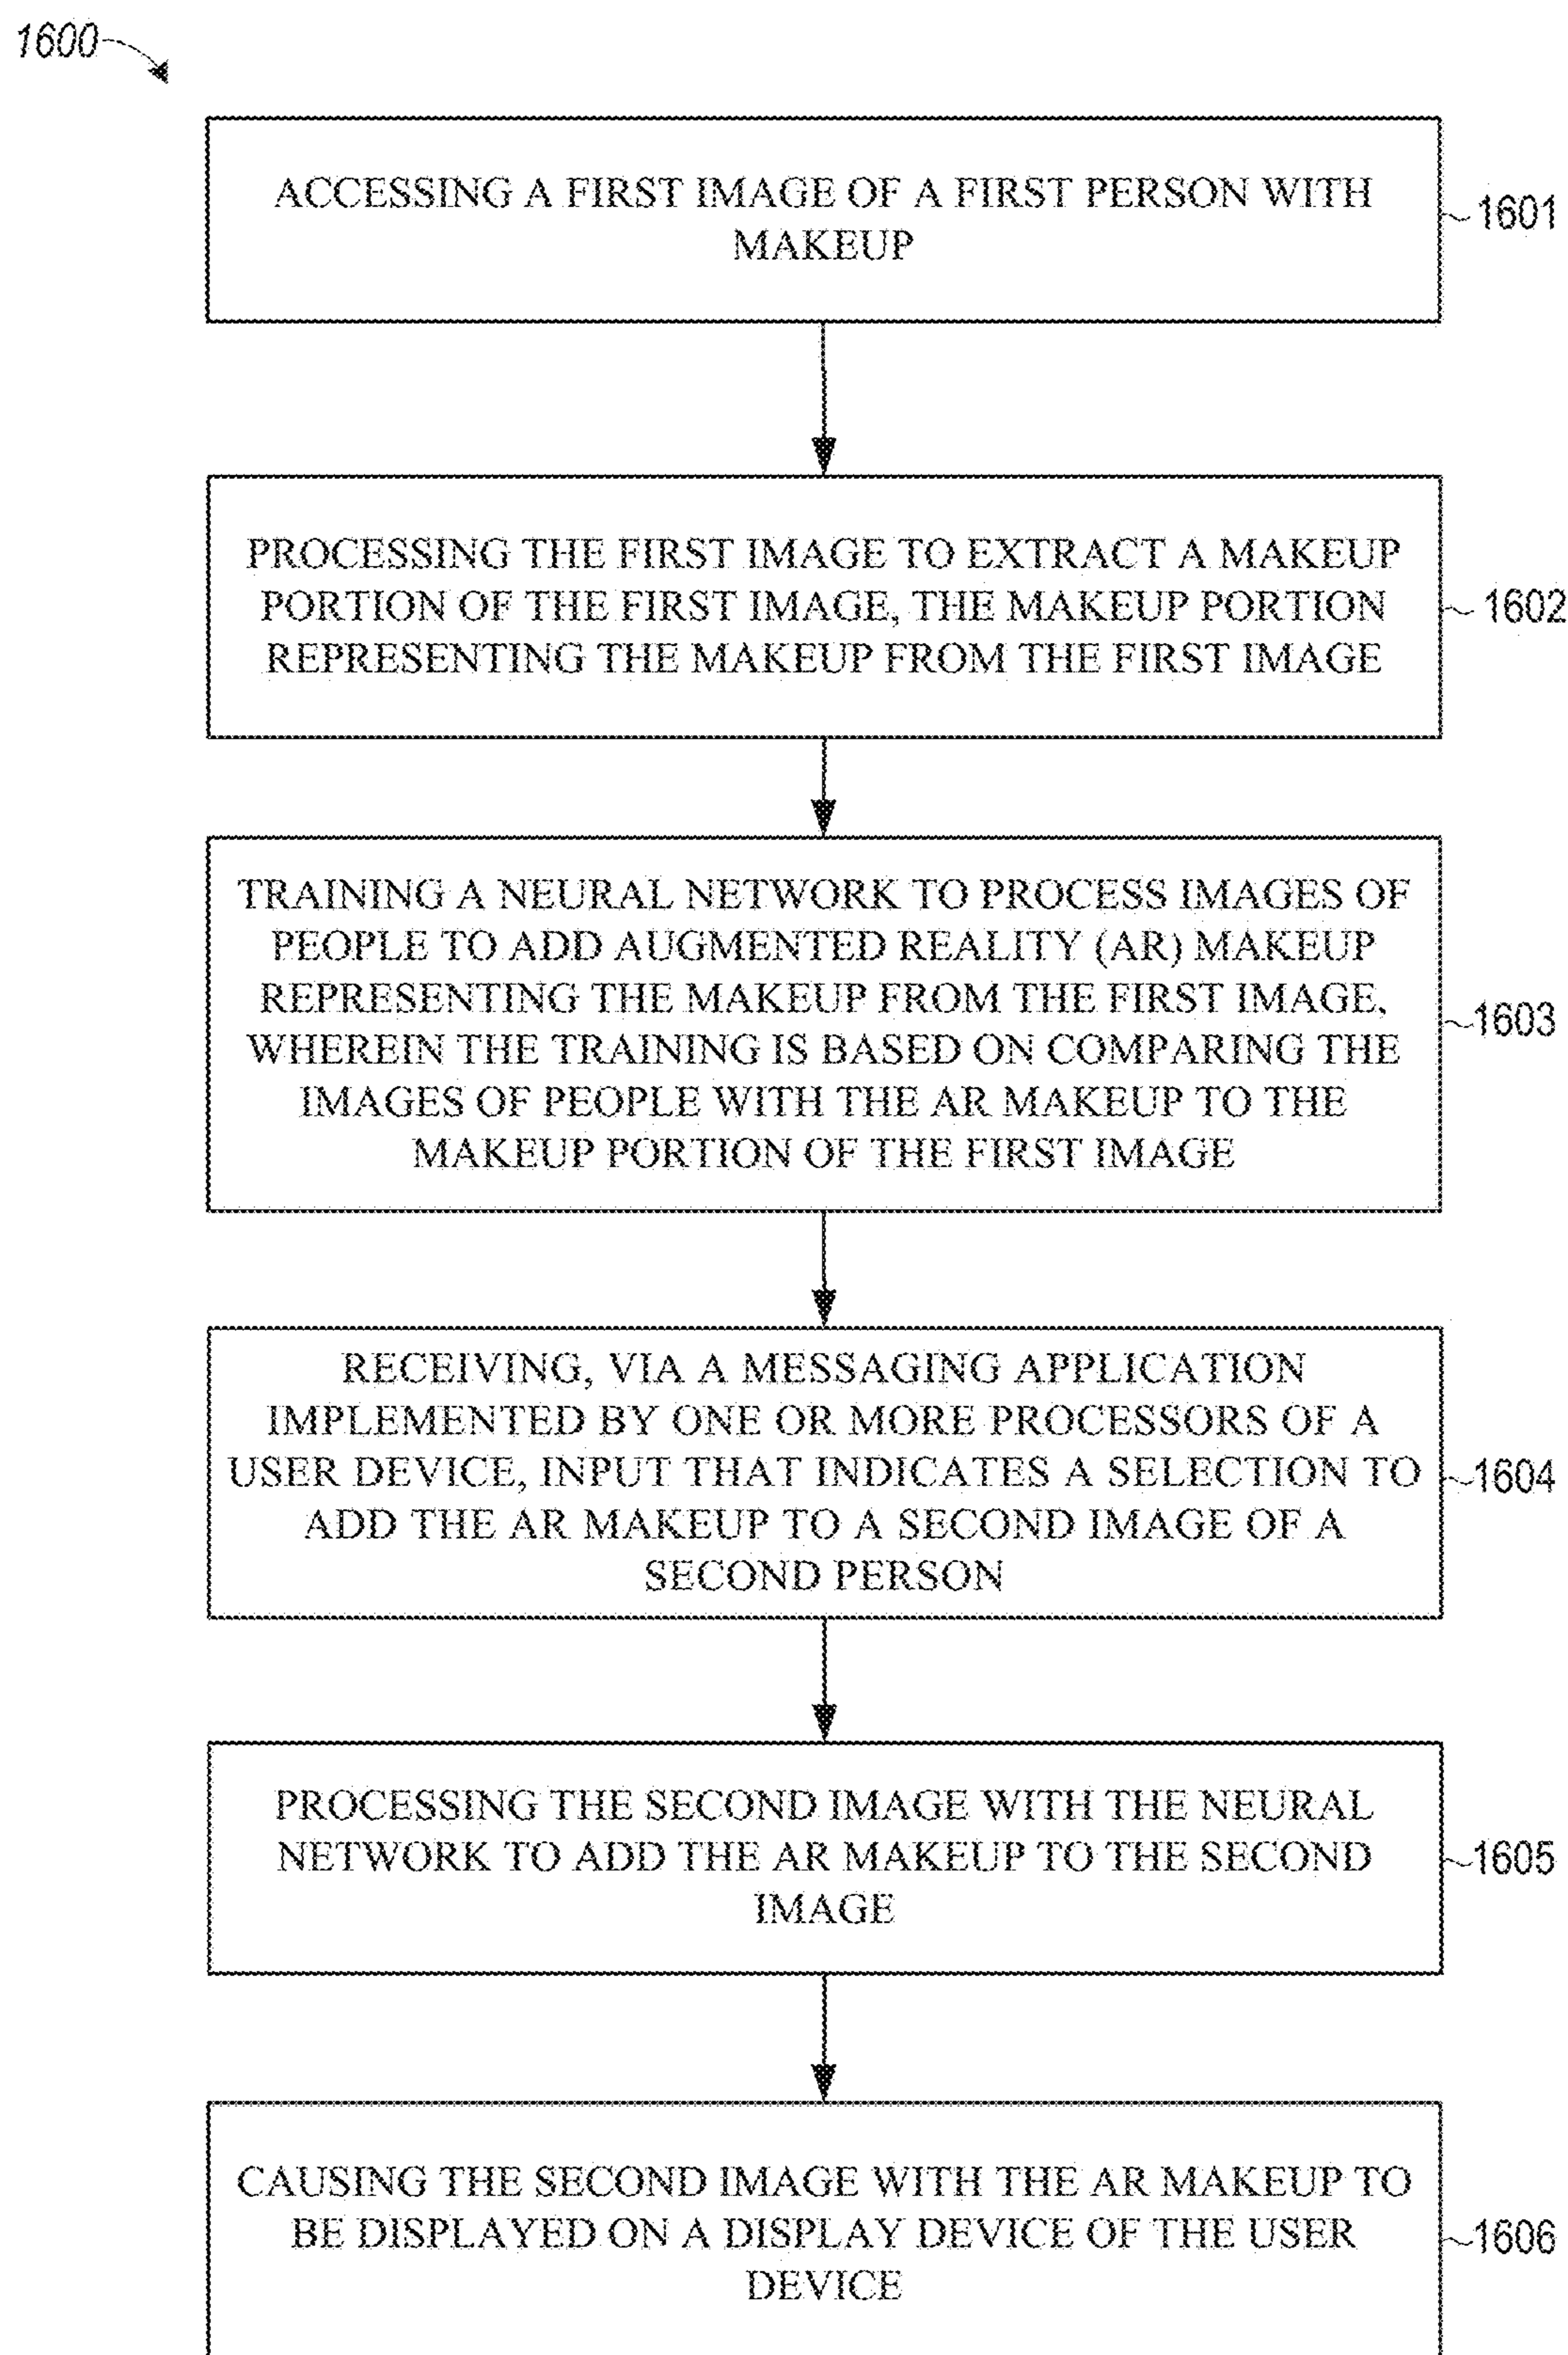 1600
ACCESSING A FIRST IMAGE OF A FIRST PERSON WITH
MAKEUP
1601
PROCESSING THE FIRST IMAGE TO EXTRACT A MAKEUP
PORTION OF THE FIRST IMAGE, THE MAKEUP PORTION
REPRESENTING THE MAKEUP FROM THE FIRST IMAGE
1602
TRAINING A NEURAL NETWORK TO PROCESS IMAGES OF
PEOPLE TO ADD AUGMENTED REALITY (AR) MAKEUP
REPRESENTING THE MAKEUP FROM THE FIRST IMAGE,
WHEREIN THE TRAINING IS BASED ON COMPARING THE
IMAGES OF PEOPLE WITH THE AR MAKEUP TO THE
MAKEUP PORTION OF THE FIRST IMAGE
1603
RECEIVING, VIA A MESSAGING APPLICATION
IMPLEMENTED BY ONE OR MORE PROCESSORS OF A
USER DEVICE, INPUT THAT INDICATES A SELECTION TO
ADD THE AR MAKEUP TO A SECOND IMAGE OF A
SECOND PERSON
1604
PROCESSING THE SECOND IMAGE WITH THE NEURAL
NETWORK TO ADD THE AR MAKEUP TO THE SECOND
IMAGE
1605
CAUSING THE SECOND IMAGE WITH THE AR MAKEUP TO
BE DISPLAYED ON A DISPLAY DEVICE OF THE USER
DEVICE
1606